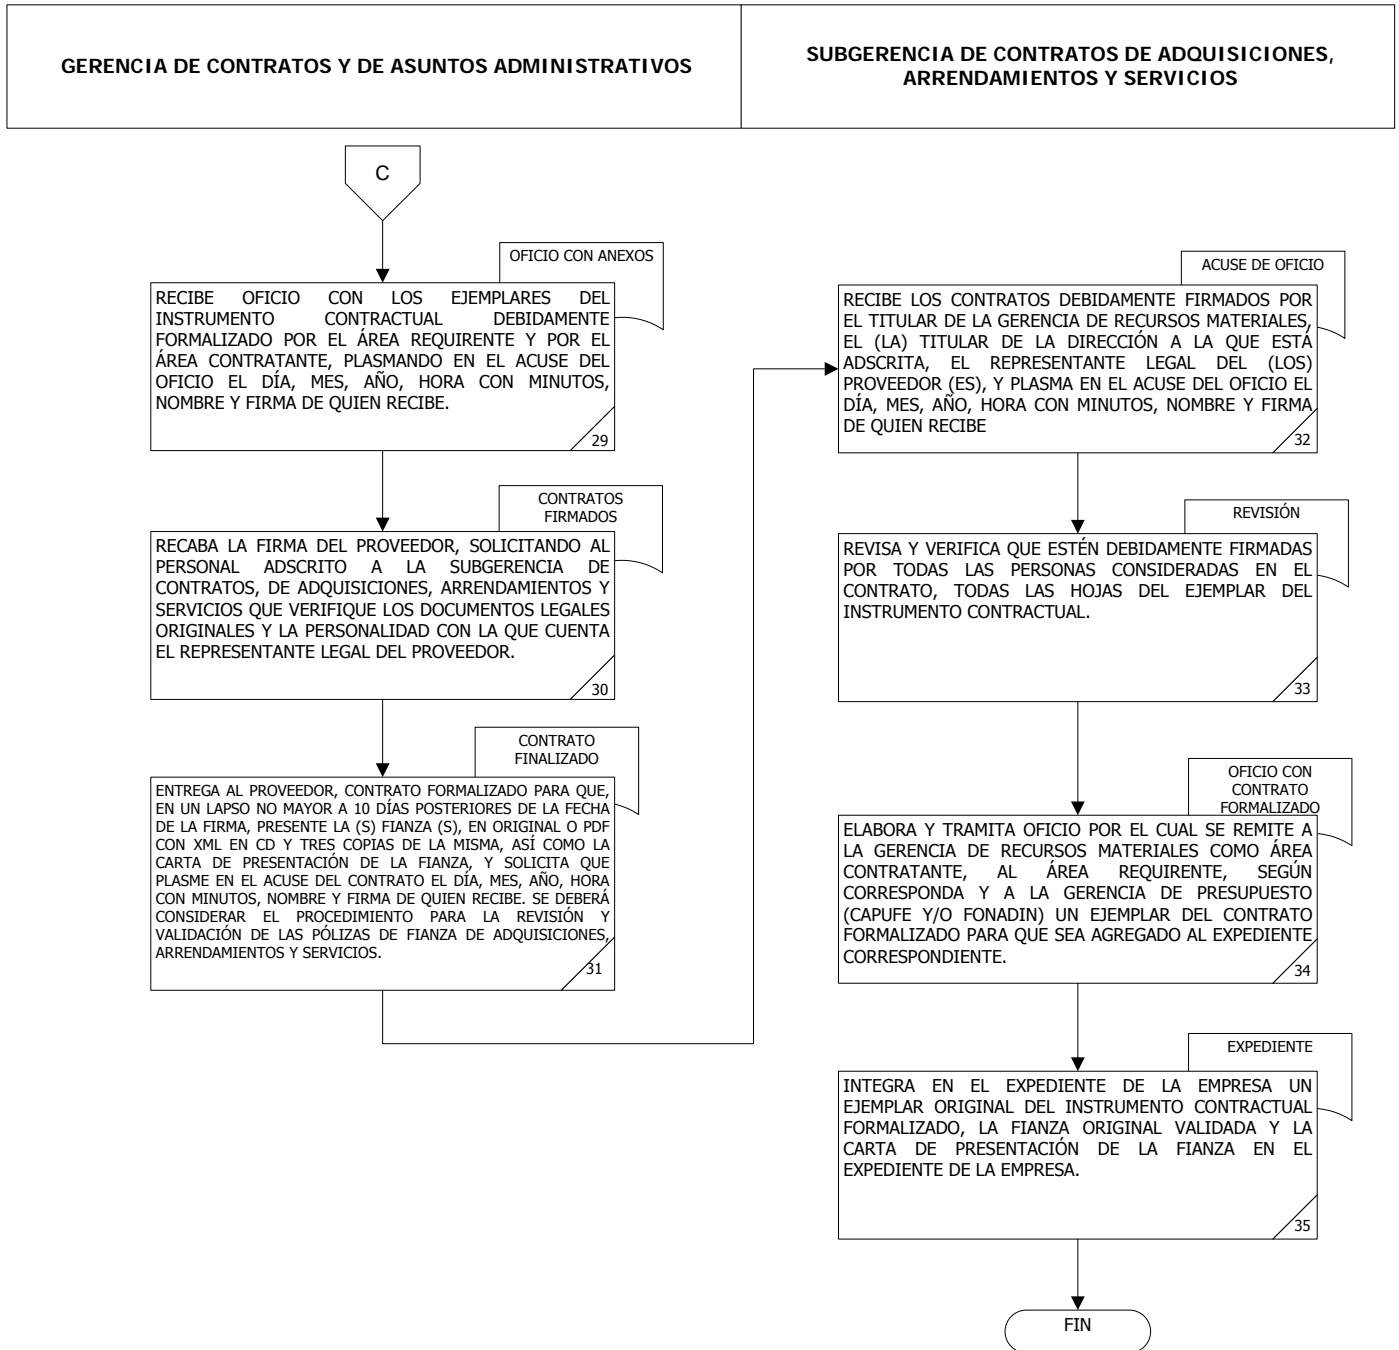 GERENCIA DE CONTRATOS Y DE ASUNTOS ADMINISTRATIVOS
SUBGERENCIA DE CONTRATOS DE ADQUISICIONES,
ARRENDAMIENTOS Y SERVICIOS
C
OFICIO CON ANEXOS
RECIBE OFICIO CON LOS EJEMPLARES DEL
INSTRUMENTO CONTRACTUAL DEBIDAMENTE
FORMALIZADO POR EL ÁREA REQUIRENTE Y POR EL
ÁREA CONTRATANTE, PLASMANDO EN EL ACUSE DEL
OFICIO EL DÍA, MES, AÑO, HORA CON MINUTOS,
NOMBRE Y FIRMA DE QUIEN RECIBE.
29
CONTRATOS
FIRMADOS
RECABA LA FIRMA DEL PROVEEDOR, SOLICITANDO AL
PERSONAL ADSCRITO A LA SUBGERENCIA DE
CONTRATOS, DE ADQUISICIONES, ARRENDAMIENTOS Y
SERVICIOS QUE VERIFIQUE LOS DOCUMENTOS LEGALES
ORIGINALES Y LA PERSONALIDAD CON LA QUE CUENTA
EL REPRESENTANTE LEGAL DEL PROVEEDOR.
30
CONTRATO
FINALIZADO
ENTREGA AL PROVEEDOR, CONTRATO FORMALIZADO PARA QUE,
EN UN LAPSO NO MAYOR A 10 DÍAS POSTERIORES DE LA FECHA
DE LA FIRMA, PRESENTE LA (S) FIANZA (S), EN ORIGINAL O PDF
CON XML EN CD Y TRES COPIAS DE LA MISMA, ASÍ COMO LA
CARTA DE PRESENTACIÓN DE LA FIANZA, Y SOLICITA QUE
PLASME EN EL ACUSE DEL CONTRATO EL DÍA, MES, AÑO, HORA
CON MINUTOS, NOMBRE Y FIRMA DE QUIEN RECIBE. SE DEBERÁ
CONSIDERAR EL PROCEDIMIENTO PARA LA REVISIÓN Y
VALIDACIÓN DE LAS PÓLIZAS DE FIANZA DE ADQUISICIONES,
ARRENDAMIENTOS Y SERVICIOS.
31
ACUSE DE OFICIO
RECIBE LOS CONTRATOS DEBIDAMENTE FIRMADOS POR
EL TITULAR DE LA GERENCIA DE RECURSOS MATERIALES,
EL (LA) TITULAR DE LA DIRECCIÓN A LA QUE ESTÁ
ADSCRITA, EL REPRESENTANTE LEGAL DEL (LOS)
PROVEEDOR (ES), Y PLASMA EN EL ACUSE DEL OFICIO EL
DÍA, MES, AÑO, HORA CON MINUTOS, NOMBRE Y FIRMA
DE QUIEN RECIBE
32
REVISIÓN
REVISA Y VERIFICA QUE ESTÉN DEBIDAMENTE FIRMADAS
POR TODAS LAS PERSONAS CONSIDERADAS EN EL
CONTRATO, TODAS LAS HOJAS DEL EJEMPLAR DEL
INSTRUMENTO CONTRACTUAL.
33
OFICIO CON
CONTRATO
FORMALIZADO
ELABORA Y TRAMITA OFICIO POR EL CUAL SE REMITE A
LA GERENCIA DE RECURSOS MATERIALES COMO ÁREA
CONTRATANTE, AL ÁREA REQUIRENTE, SEGÚN
CORRESPONDA Y A LA GERENCIA DE PRESUPUESTO
(CAPUFE Y/O FONADIN) UN EJEMPLAR DEL CONTRATO
FORMALIZADO PARA QUE SEA AGREGADO AL EXPEDIENTE
CORRESPONDIENTE.
34
EXPEDIENTE
INTEGRA EN EL EXPEDIENTE DE LA EMPRESA UN
EJEMPLAR ORIGINAL DEL INSTRUMENTO CONTRACTUAL
FORMALIZADO, LA FIANZA ORIGINAL VALIDADA Y LA
CARTA DE PRESENTACIÓN DE LA FIANZA EN EL
EXPEDIENTE DE LA EMPRESA.
35
FIN